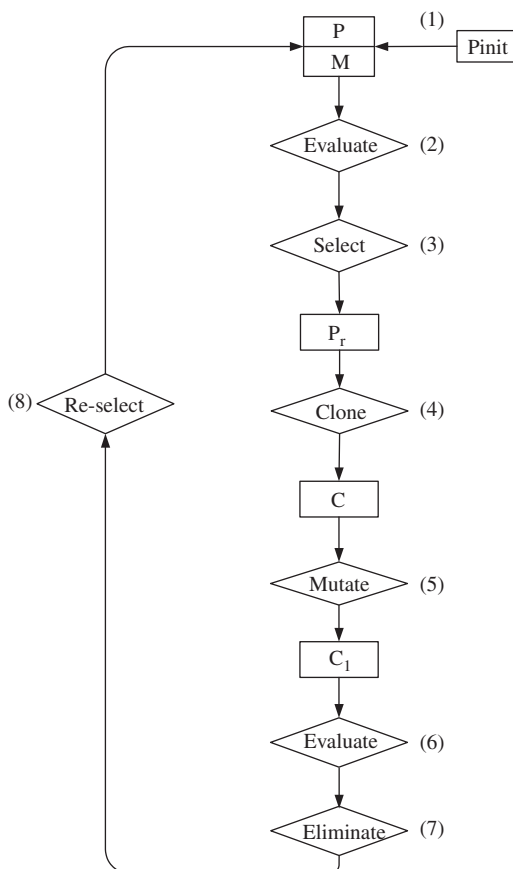 (1)
P
Pinit
M
Evaluate (2)
Select (3)
Pr
(8) Re-select
Clone (4)
C
Mutate (5)
C1
Evaluate (6)
Eliminate (7)